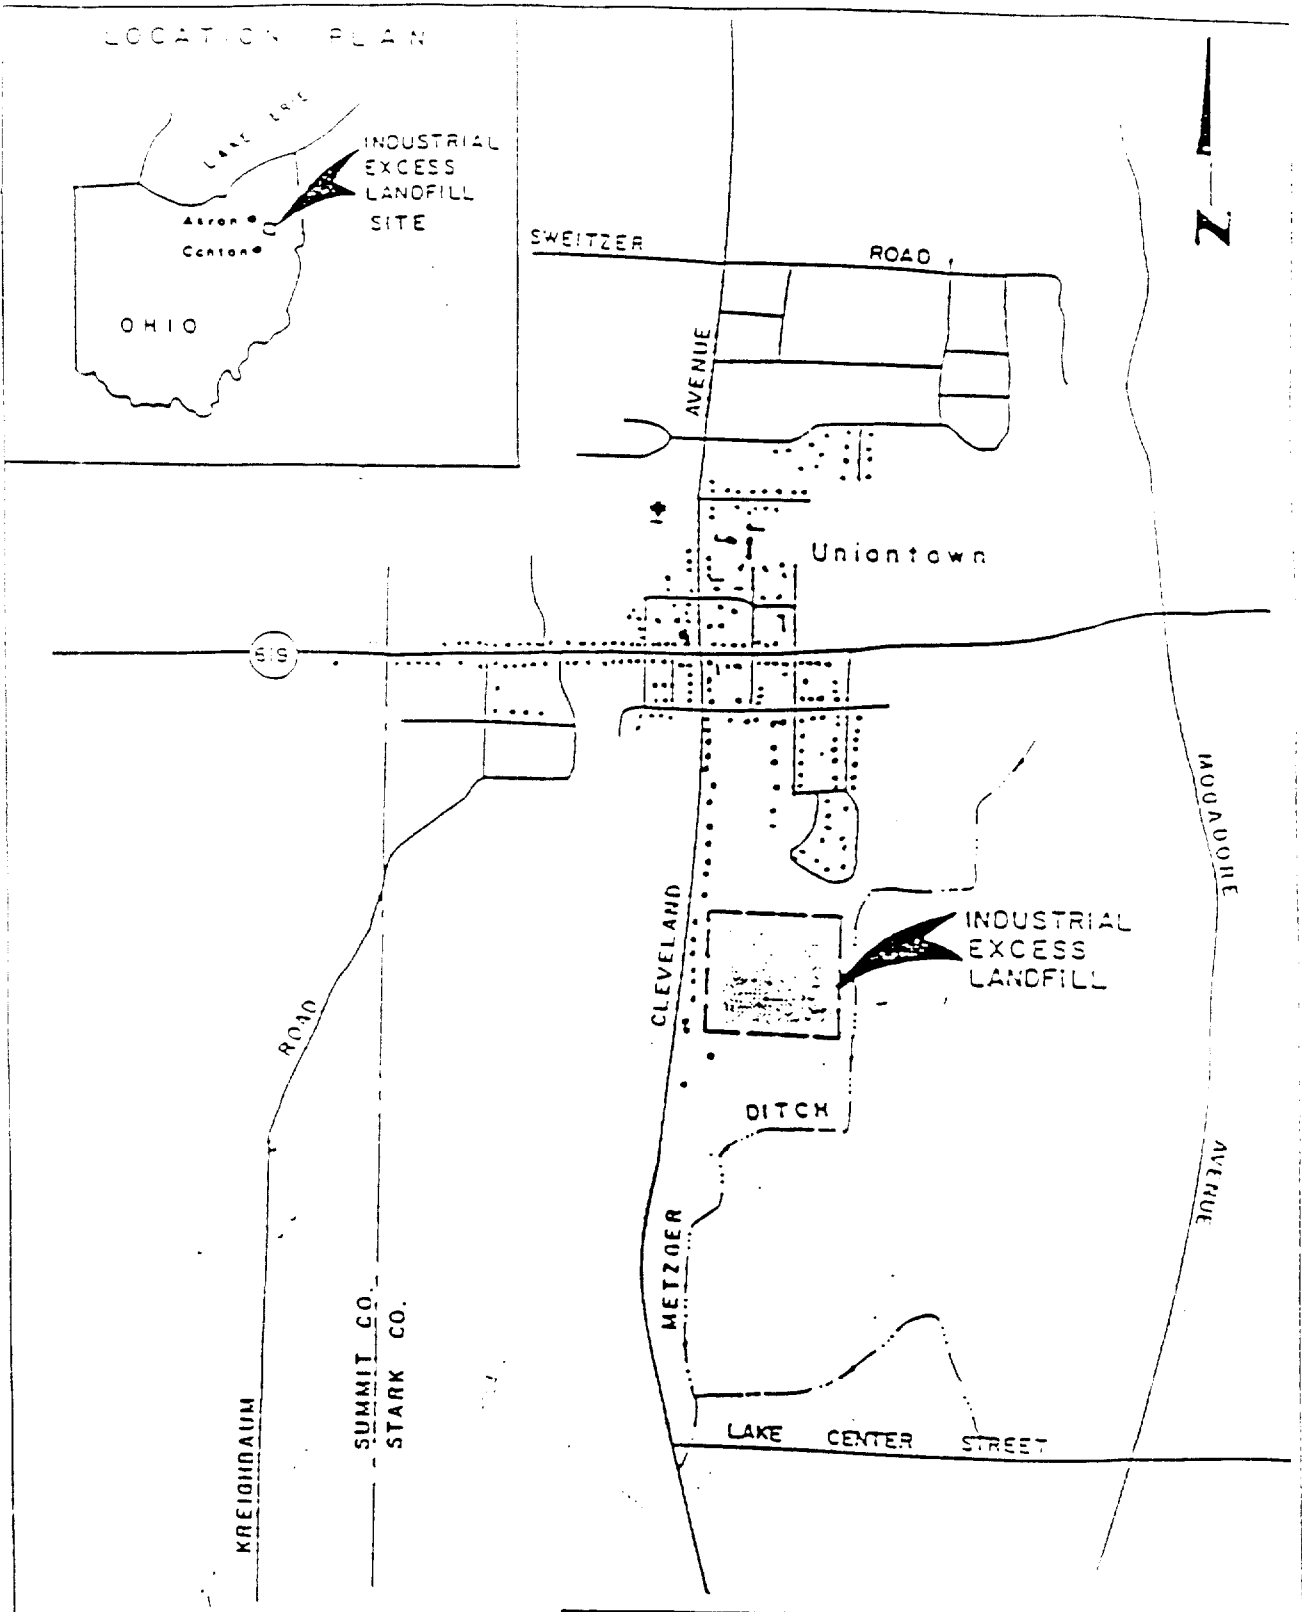 LOCATION PLAN
LAKE ERIE
INDUSTRIAL
EXCESS
LANDFILL
SITE
Akron
Canton
OHIO
N
SWEITZER ROAD
AVENUE
Uniontown
619
MOGADORE
CLEVELAND
INDUSTRIAL
EXCESS
LANDFILL
ROAD
DITCH
AVENUE
METZGER
SUMMIT CO.
STARK CO.
KREIGHBAUM
LAKE CENTER STREET